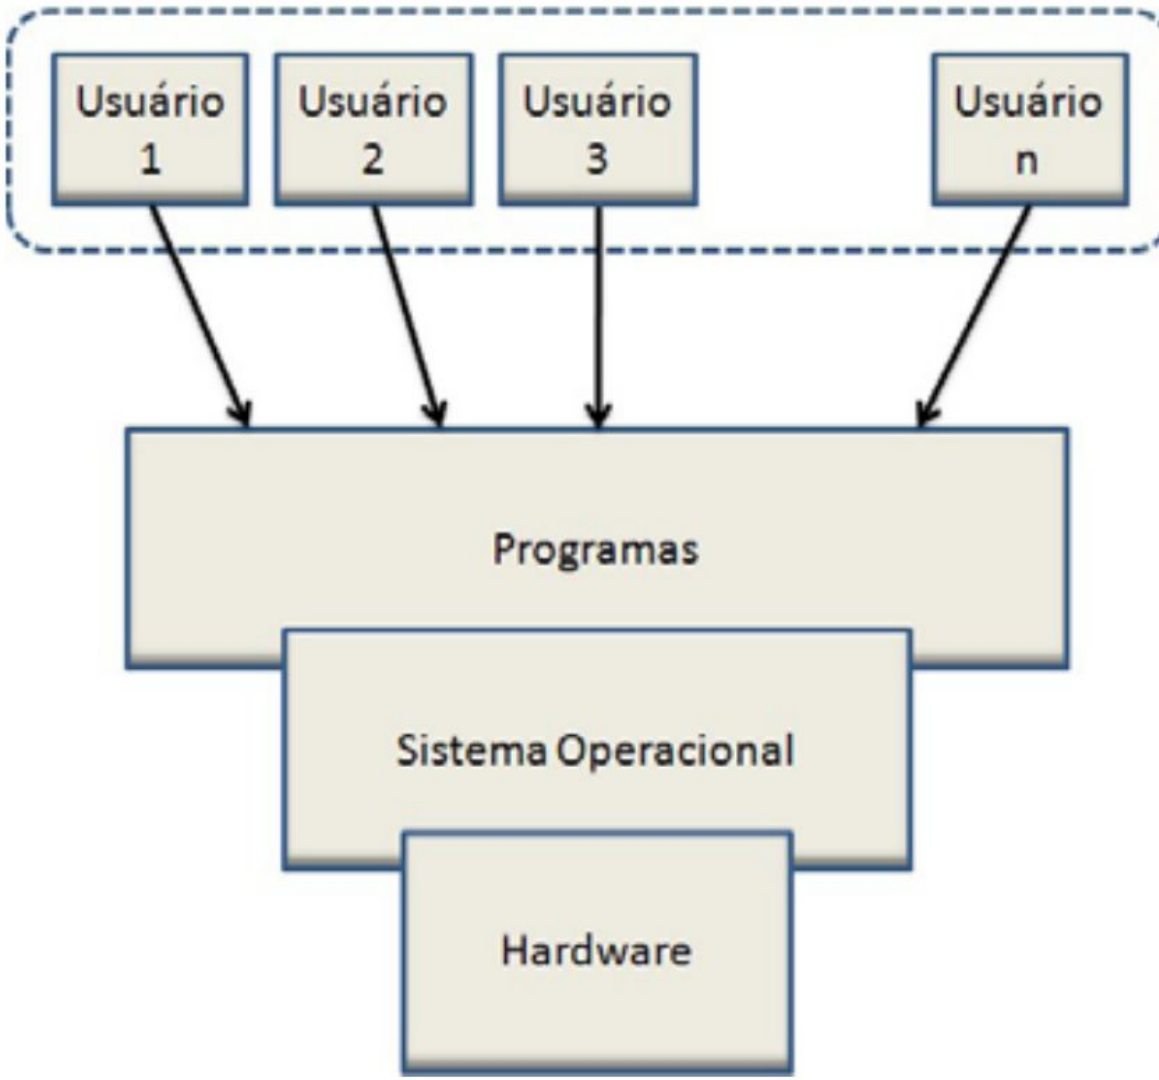 Usuário
1
Usuário
2
Usuário
3
Usuário
n
Programas
Sistema Operacional
Hardware